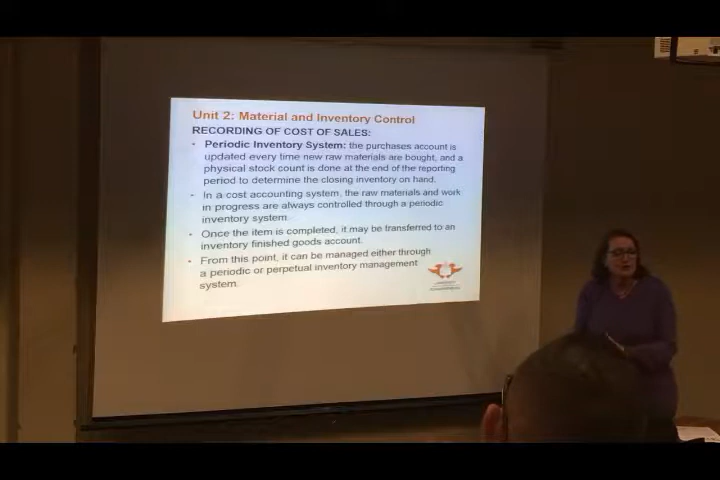 Unit 2: Material and Inventory Control
RECORDING OF COST OF SALES:
• Periodic Inventory System: the purchases account is
updated every time new raw materials are bought, and a
physical stock count is done at the end of the reporting
period to determine the closing inventory on hand.
• In a cost accounting system, the raw materials and work
in progress are always controlled through a periodic
inventory system.
• Once the item is completed, it may be transferred to an
inventory finished goods account.
• From this point, it can be managed either through
a periodic or perpetual inventory management
system.
UNIVERSITY
JOHANNESBURG